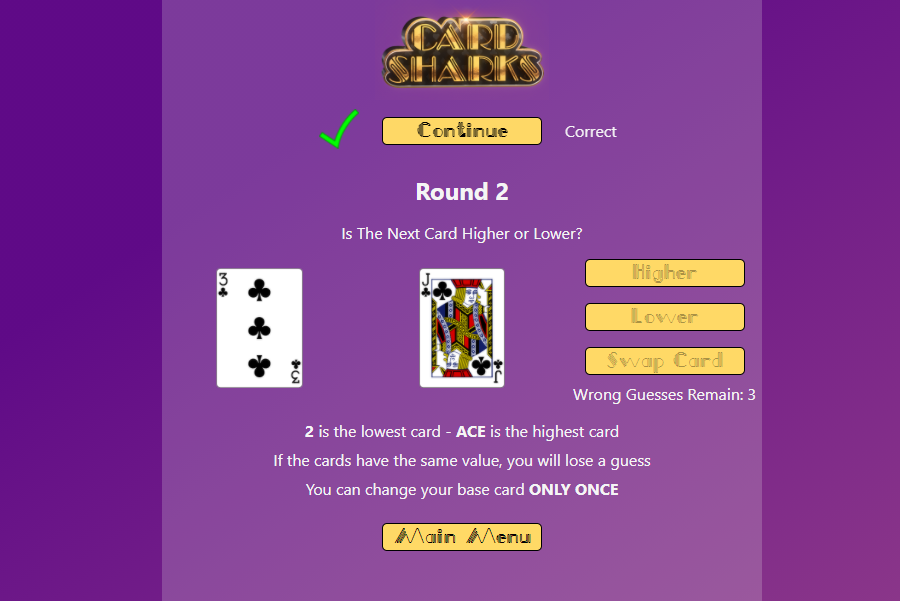 CARD
SHARKS
Continue
Correct
Round 2
Is The Next Card Higher or Lower?
3
3
J
J
Higher
Lower
Swap Card
Wrong Guesses Remain: 3
2 is the lowest card - ACE is the highest card
If the cards have the same value, you will lose a guess
You can change your base card ONLY ONCE
Main Menu